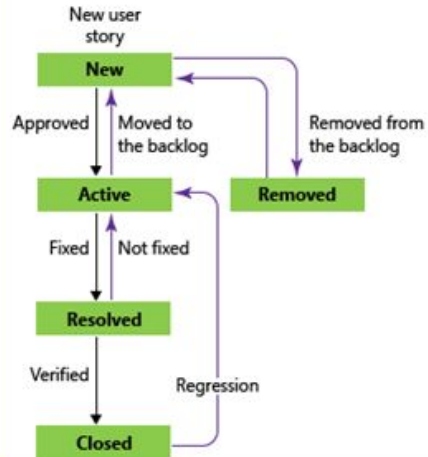 New user
story
New
Approved
Moved to
the backlog
Removed from
the backlog
Active
Removed
Fixed
Not fixed
Resolved
Verified
Regression
Closed